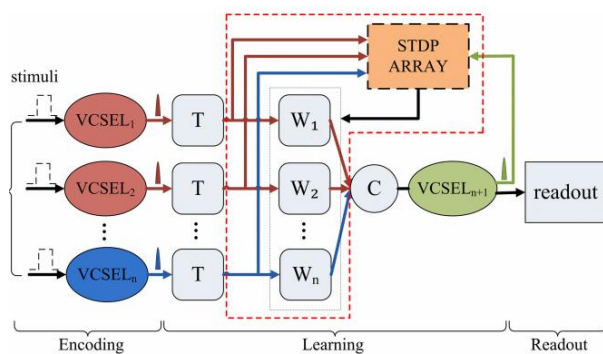 stimuli
STDP
ARRAY
VCSEL₁
T
W₁
VCSEL₂
T
W₂
C
VCSELₙ₊₁
readout
VCSELₙ
T
Wₙ
Encoding
Learning
Readout